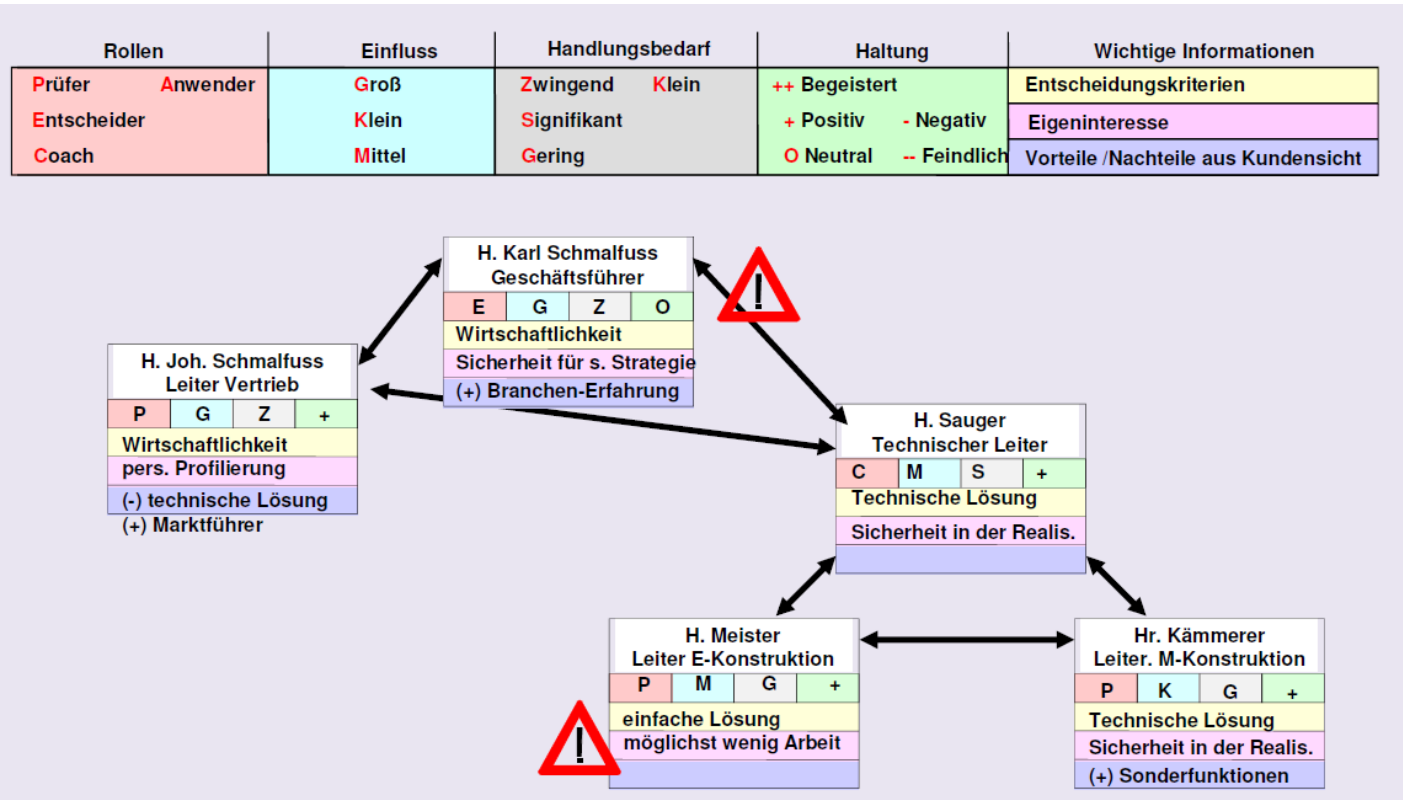 Rollen Einfluss Handlungsbedarf Haltung Wichtige Informationen
Prüfer Anwender Groß Zwingend Klein ++ Begeistert Entscheidungskriterien
Entscheider Klein Signifikant + Positiv - Negativ Eigeninteresse
Coach Mittel Gering O Neutral -- Feindlich Vorteile /Nachteile aus Kundensicht
H. Karl Schmalfuss
Geschäftsführer
E G Z O
Wirtschaftlichkeit
Sicherheit für s. Strategie
(+) Branchen-Erfahrung
!
H. Joh. Schmalfuss
Leiter Vertrieb
P G Z +
Wirtschaftlichkeit
pers. Profilierung
(-) technische Lösung
(+) Marktführer
H. Sauger
Technischer Leiter
C M S +
Technische Lösung
Sicherheit in der Realis.
H. Meister
Leiter E-Konstruktion
P M G +
einfache Lösung
möglichst wenig Arbeit
!
Hr. Kämmerer
Leiter. M-Konstruktion
P K G +
Technische Lösung
Sicherheit in der Realis.
(+) Sonderfunktionen